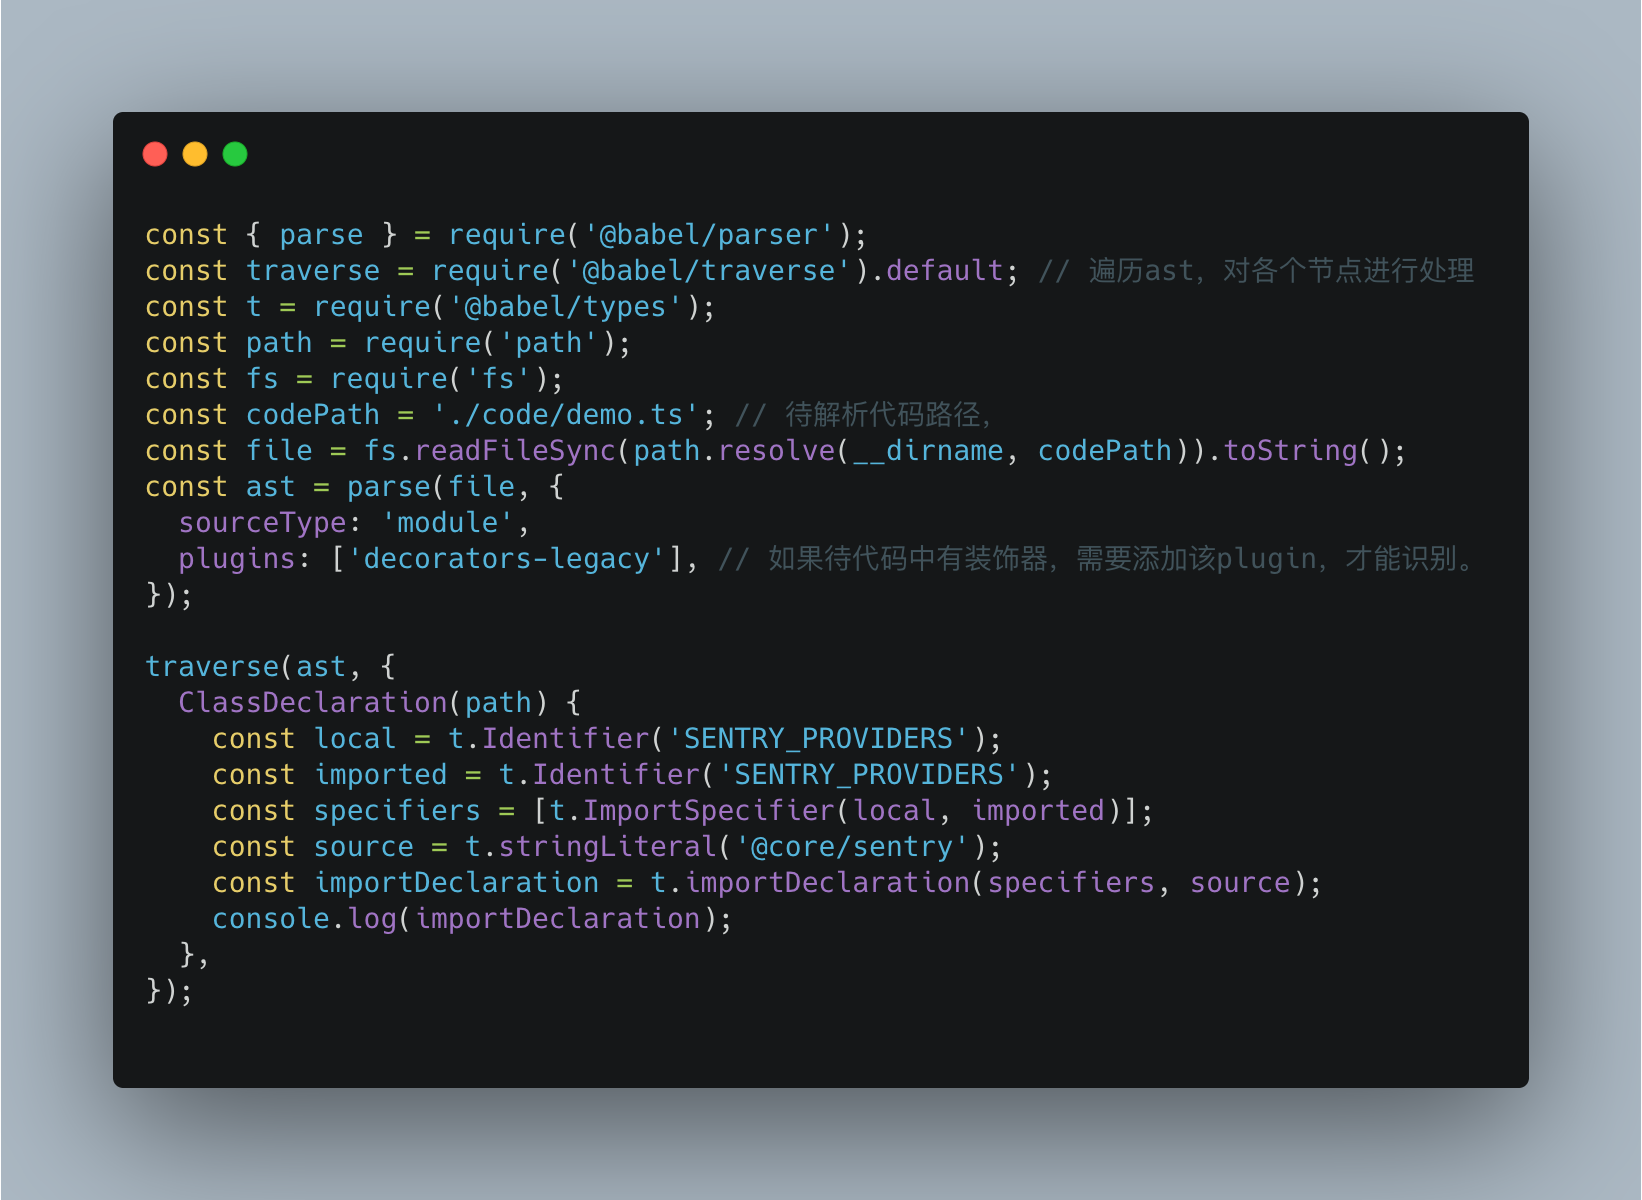 const { parse } = require('@babel/parser');
const traverse = require('@babel/traverse').default; // 遍历ast，对各个节点进行处理
const t = require('@babel/types');
const path = require('path');
const fs = require('fs');
const codePath = './code/demo.ts'; // 待解析代码路径，
const file = fs.readFileSync(path.resolve(__dirname, codePath)).toString();
const ast = parse(file, {
  sourceType: 'module',
  plugins: ['decorators-legacy'], // 如果待代码中有装饰器，需要添加该plugin，才能识别。
});

traverse(ast, {
  ClassDeclaration(path) {
    const local = t.Identifier('SENTRY_PROVIDERS');
    const imported = t.Identifier('SENTRY_PROVIDERS');
    const specifiers = [t.ImportSpecifier(local, imported)];
    const source = t.stringLiteral('@core/sentry');
    const importDeclaration = t.importDeclaration(specifiers, source);
    console.log(importDeclaration);
  },
});